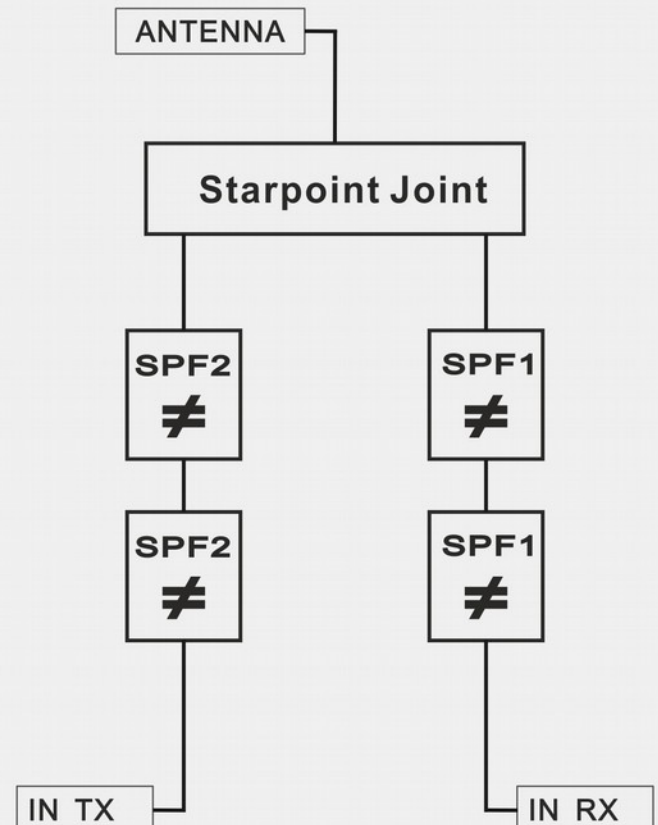 ANTENNA
Starpoint Joint
SPF2
≠
SPF1
≠
SPF2
≠
SPF1
≠
IN TX
IN RX